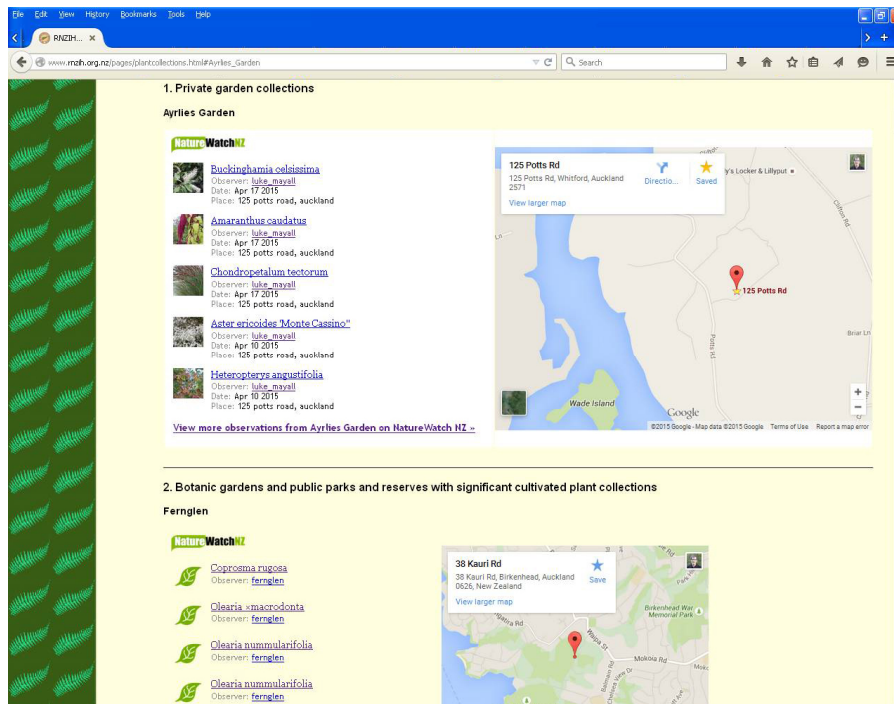 File Edit View History Bookmarks Tools Help
RNZIH...
www.rnzih.org.nz/pages/plantcollections.html#Ayrlies_Garden
Search
1. Private garden collections
Ayrlies Garden
NatureWatchNZ
Buckinghamia celsissima
Observer: luke_mayall
Date: Apr 17 2015
Place: 125 potts road, auckland
Amaranthus caudatus
Observer: luke_mayall
Date: Apr 17 2015
Place: 125 potts road, auckland
Chondropetalum tectorum
Observer: luke_mayall
Date: Apr 17 2015
Place: 125 potts road, auckland
Aster ericoides 'Monte Cassino"
Observer: luke_mayall
Date: Apr 10 2015
Place: 125 potts road, auckland
Heteropterys angustifolia
Observer: luke_mayall
Date: Apr 10 2015
Place: 125 potts road, auckland
View more observations from Ayrlies Garden on NatureWatch NZ »
125 Potts Rd
125 Potts Rd, Whitford, Auckland
2571
Directio...
Saved
View larger map
y's Locker & Lillyput
Clifton Rd
125 Potts Rd
Potts Rd
Briar Ln
Wade Island
Google
©2015 Google - Map data ©2015 Google Terms of Use Report a map error
2. Botanic gardens and public parks and reserves with significant cultivated plant collections
Fernglen
NatureWatchNZ
Coprosma rugosa
Observer: fernglen
Olearia ×macrodonta
Observer: fernglen
Olearia nummularifolia
Observer: fernglen
Olearia nummularifolia
Observer: fernglen
38 Kauri Rd
38 Kauri Rd, Birkenhead, Auckland
0626, New Zealand
Save
View larger map
Birkenhead War
Memorial Park
Waipa St
Mokoia Rd
Chelsea View Dr